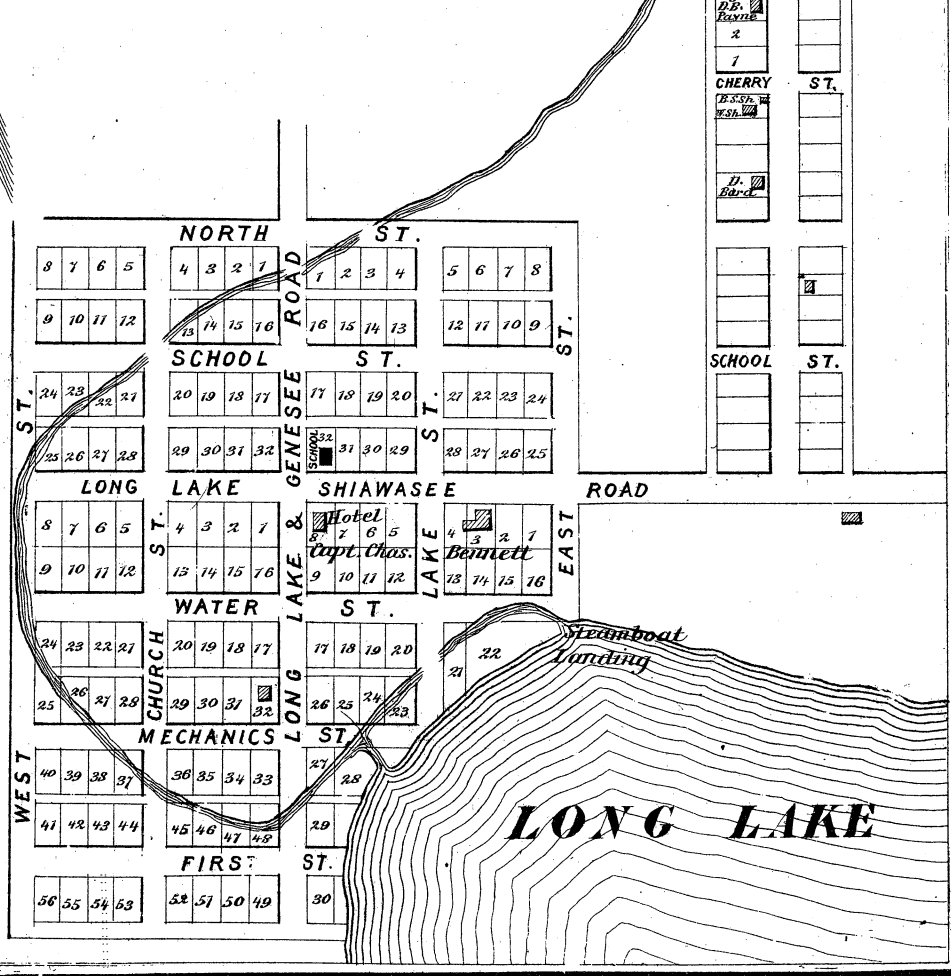 D.B.
Payne
2
1
CHERRY ST.
B.S.Sh
W.Sh.
D.
Bard
NORTH ST.
8 7 6 5 4 3 2 1 1 2 3 4 5 6 7 8
9 10 11 12 13 14 15 16 16 15 14 13 12 11 10 9
SCHOOL ST. SCHOOL ST.
24 23 22 21 20 19 18 17 17 18 19 20 21 22 23 24
25 26 27 28 29 30 31 32 32 31 30 29 28 27 26 25
SCHOOL
LONG LAKE & GENESEE ROAD
LONG LAKE SHIAWASEE ROAD
Hotel
8 7 6 5 4 3 2 1 8 7 6 5 4 3 2 1
Capt. Chas. Bennett
9 10 11 12 13 14 15 16 9 10 11 12 13 14 15 16
WATER ST.
Steamboat
Landing
24 23 22 21 20 19 18 17 17 18 19 20 21 22
25 26 27 28 29 30 31 32 26 25 24 23
MECHANICS ST.
40 39 38 37 36 35 34 33 27 28
41 42 43 44 45 46 47 48 29
FIRST ST.
56 55 54 53 52 51 50 49 30
WEST ST.
CHURCH ST.
LAKE ST.
EAST ST.
LONG LAKE